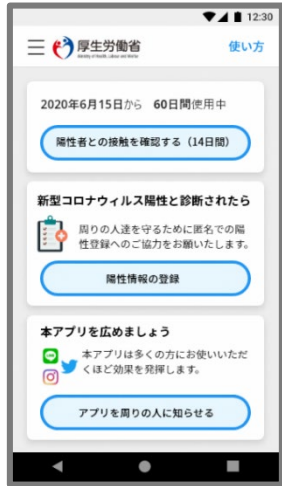 12:30
厚生労働省
Ministry of Health, Labour and Welfare
使い方
2020年6月15日から 60日間使用中
陽性者との接触を確認する（14日間）
新型コロナウィルス陽性と診断されたら
周りの人達を守るために匿名での陽
性登録へのご協力をお願いいたします。
陽性情報の登録
本アプリを広めましょう
本アプリは多くの方にお使いいただ
くほど効果を発揮します。
アプリを周りの人に知らせる